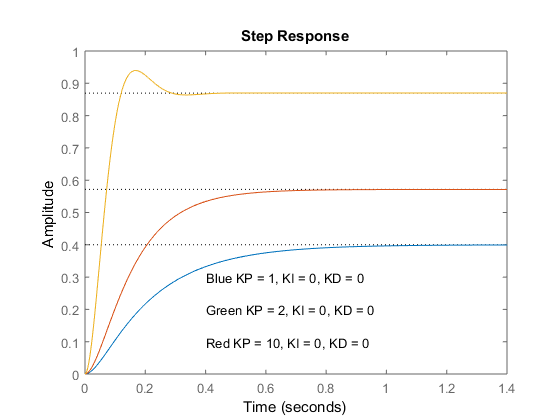 Step Response
1
0.9
0.8
0.7
0.6
0.5
0.4
0.3
0.2
0.1
0
Amplitude
Blue KP = 1, KI = 0, KD = 0
Green KP = 2, KI = 0, KD = 0
Red KP = 10, KI = 0, KD = 0
0 0.2 0.4 0.6 0.8 1 1.2 1.4
Time (seconds)